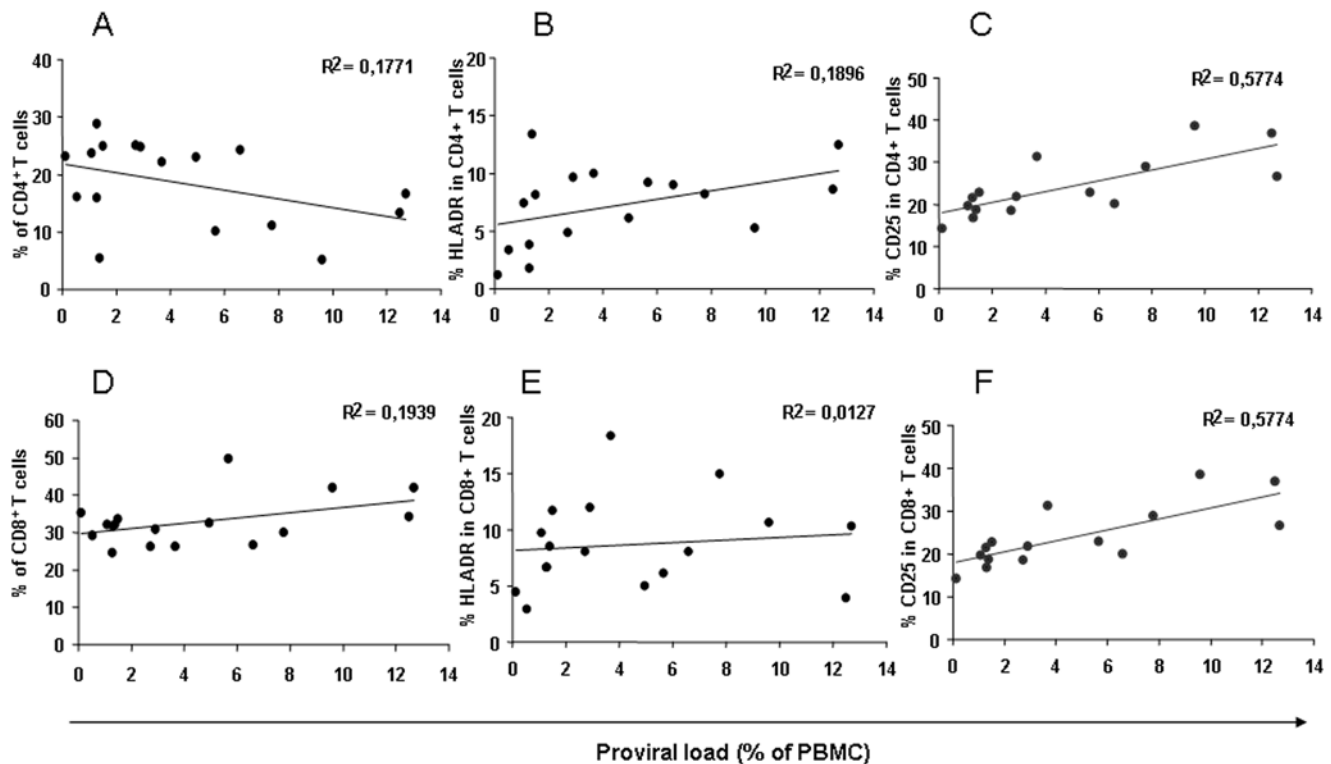 A
R2= 0,1771
% of CD4+ T cells
40
30
20
10
0
0 2 4 6 8 10 12 14
B
R2= 0,1896
% HLADR in CD4+ T cells
20
15
10
5
0
0 2 4 6 8 10 12 14
C
R2= 0,5774
% CD25 in CD4+ T cells
50
40
30
20
10
0
0 2 4 6 8 10 12 14
D
R2= 0,1939
% of CD8+ T cells
60
50
40
30
20
10
0
0 2 4 6 8 10 12 14
E
R2= 0,0127
% HLADR in CD8+ T cells
20
15
10
5
0
0 2 4 6 8 10 12 14
F
R2= 0,5774
% CD25 in CD8+ T cells
50
40
30
20
10
0
0 2 4 6 8 10 12 14
Proviral load (% of PBMC)